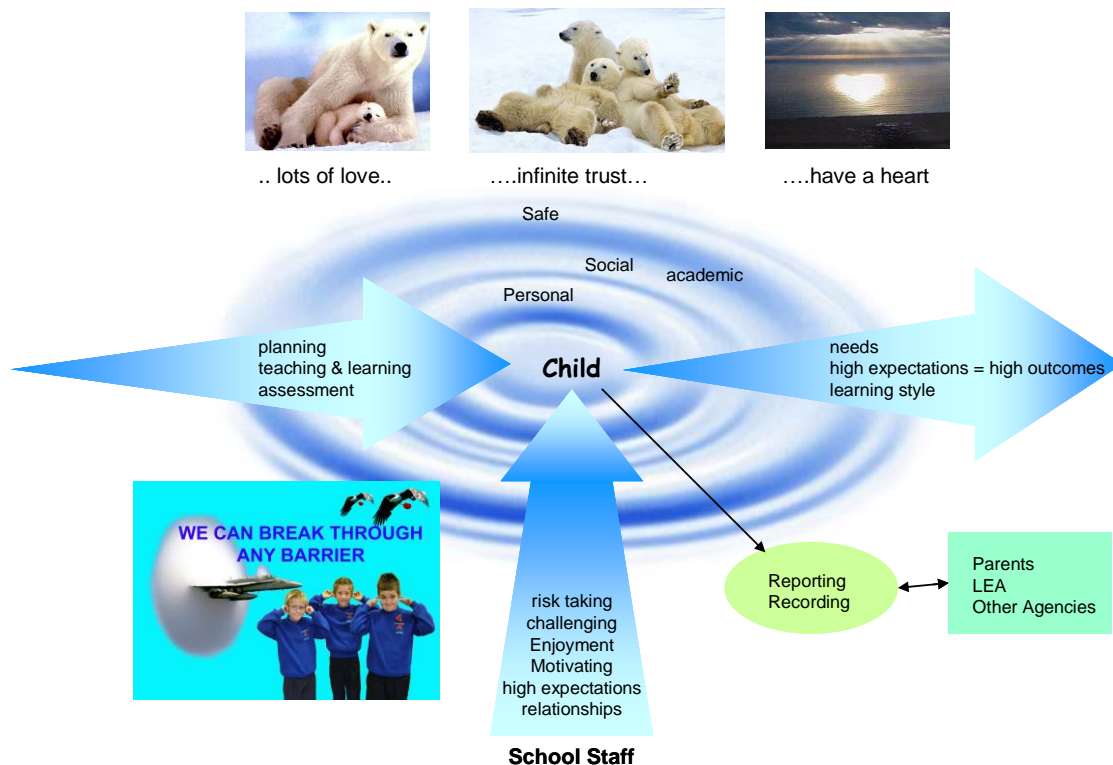 .. lots of love..
….infinite trust…
….have a heart
Safe
Social
academic
Personal
planning
teaching & learning
assessment
Child
needs
high expectations = high outcomes
learning style
WE CAN BREAK THROUGH
ANY BARRIER
risk taking
challenging
Enjoyment
Motivating
high expectations
relationships
School Staff
Reporting
Recording
Parents
LEA
Other Agencies